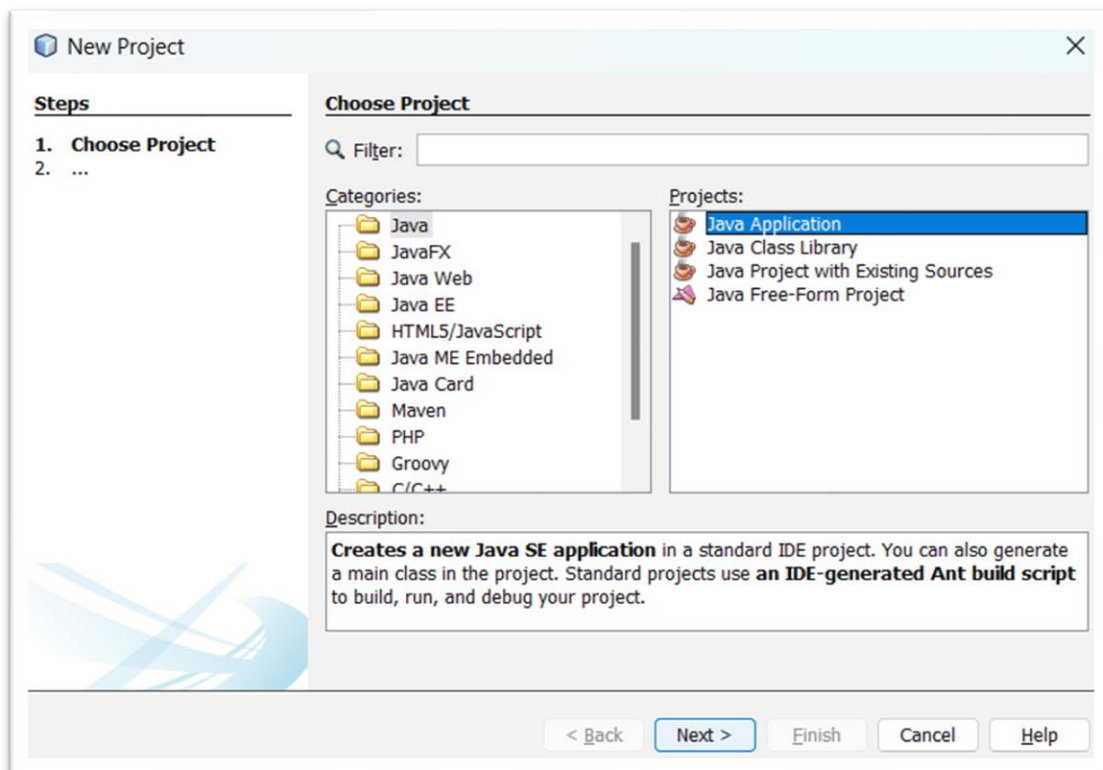 New Project
Steps
1. Choose Project
2. ...
Choose Project
Filter:
Categories:
Java
JavaFX
Java Web
Java EE
HTML5/JavaScript
Java ME Embedded
Java Card
Maven
PHP
Groovy
C/C++
Projects:
Java Application
Java Class Library
Java Project with Existing Sources
Java Free-Form Project
Description:
Creates a new Java SE application in a standard IDE project. You can also generate
a main class in the project. Standard projects use an IDE-generated Ant build script
to build, run, and debug your project.
< Back Next > Finish Cancel Help